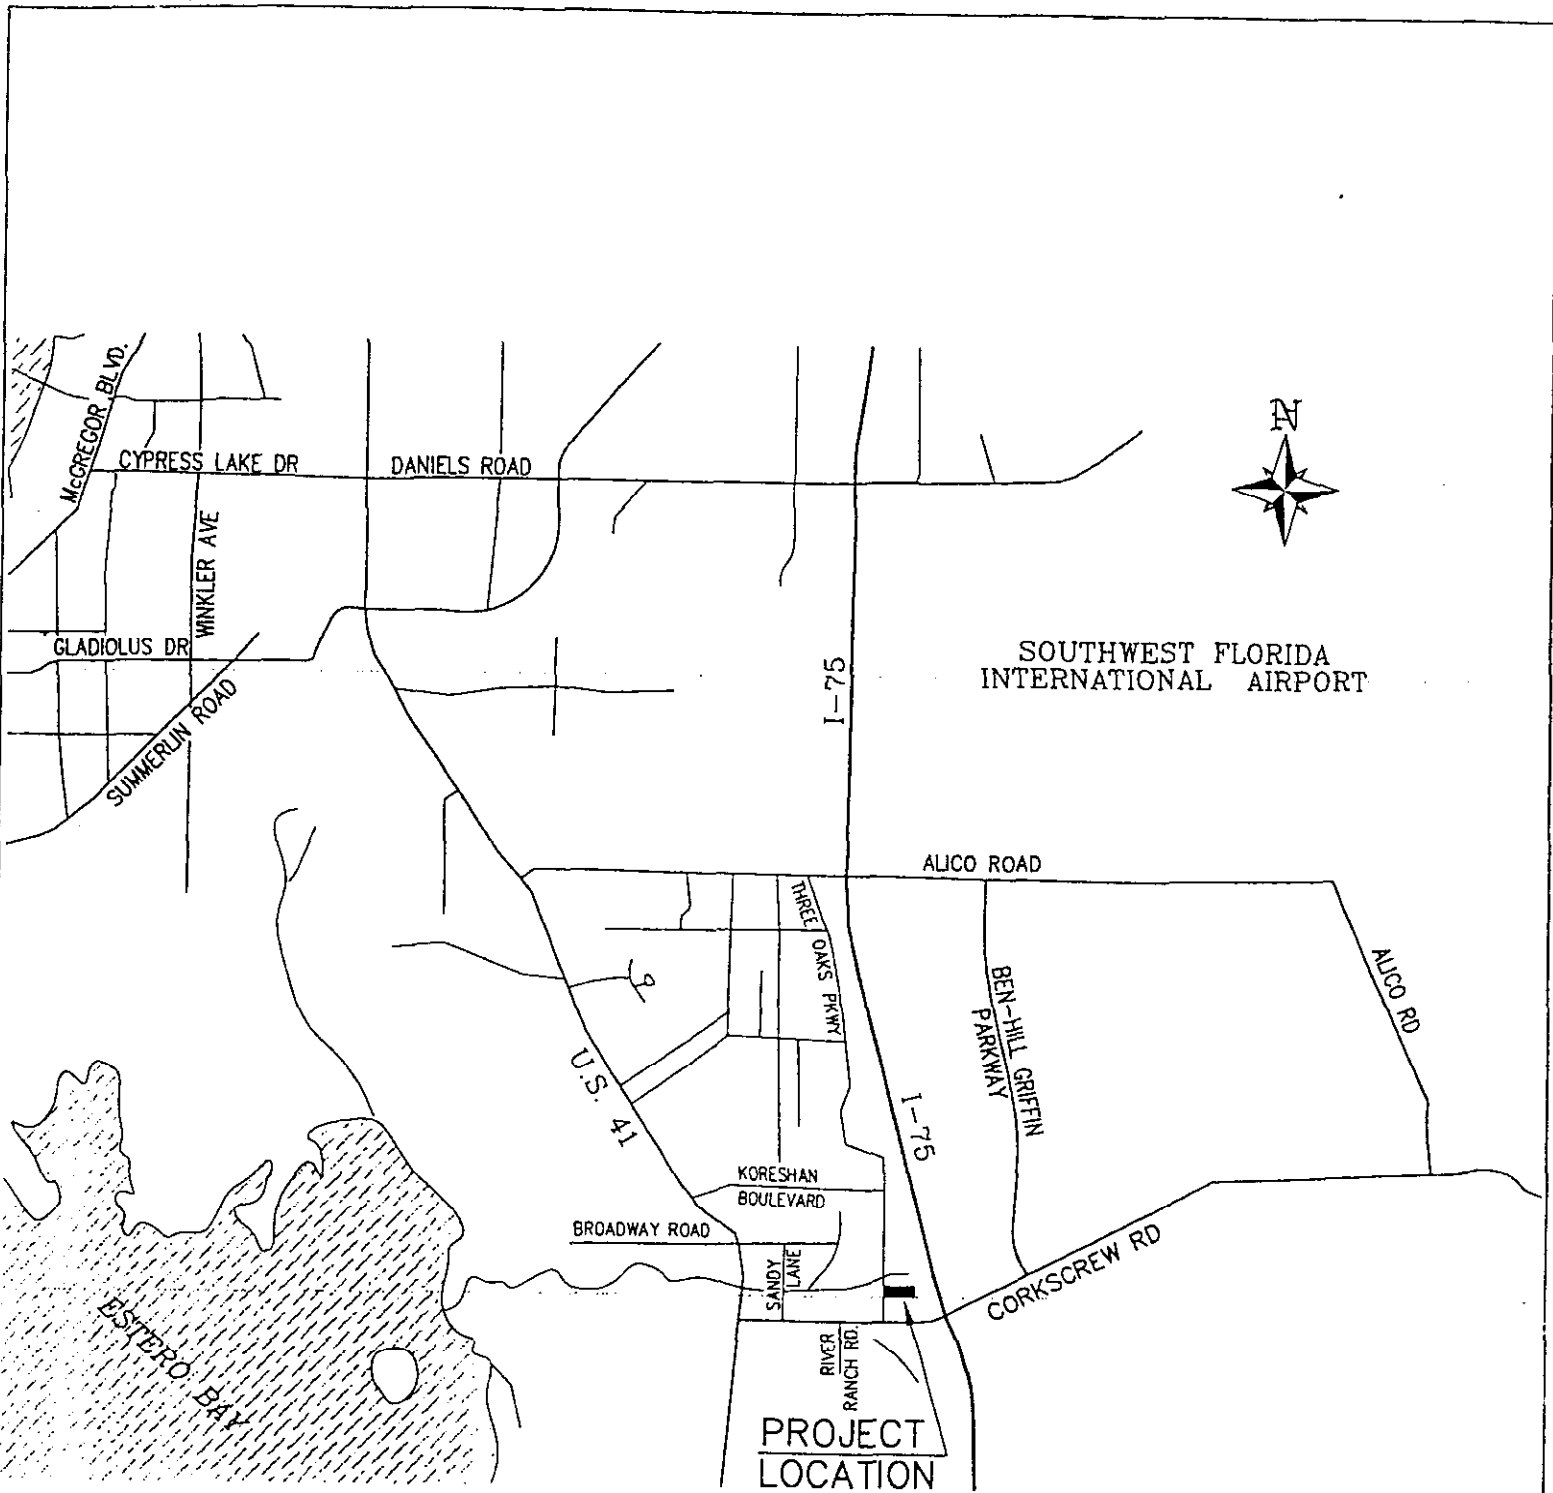 McGREGOR BLVD.
N
CYPRESS LAKE DR
DANIELS ROAD
WINKLER AVE
GLADIOLUS DR
SUMMERLIN ROAD
I-75
SOUTHWEST FLORIDA
INTERNATIONAL AIRPORT
ALICO ROAD
THREE OAKS PKWY
BEN-HILL GRIFFIN
PARKWAY
ALICO RD
U.S. 41
I-75
KORESHAN
BOULEVARD
BROADWAY ROAD
SANDY
LANE
CORKSCREW RD
ESTERO BAY
RIVER
RANCH RD.
PROJECT
LOCATION